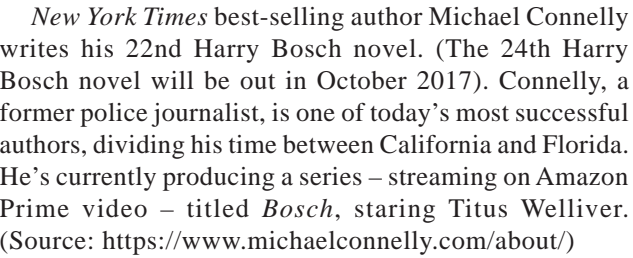 New York Times best-selling author Michael Connelly
writes his 22nd Harry Bosch novel. (The 24th Harry
Bosch novel will be out in October 2017). Connelly, a
former police journalist, is one of today's most successful
authors, dividing his time between California and Florida.
He's currently producing a series – streaming on Amazon
Prime video – titled Bosch, staring Titus Welliver.
(Source: https://www.michaelconnelly.com/about/)